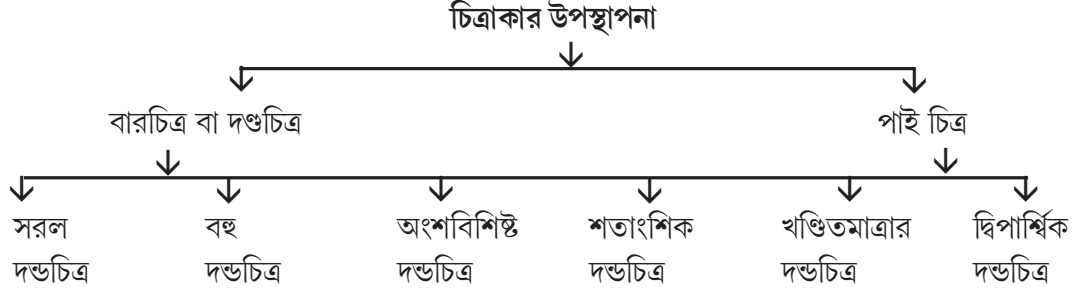 চিত্রাকার উপস্থাপনা
বারচিত্র বা দণ্ডচিত্র পাই চিত্র
সরল বহু অংশবিশিষ্ট শতাংশিক খণ্ডিতমাত্রার দ্বিপার্শ্বিক
দন্ডচিত্র দন্ডচিত্র দন্ডচিত্র দন্ডচিত্র দন্ডচিত্র দন্ডচিত্র